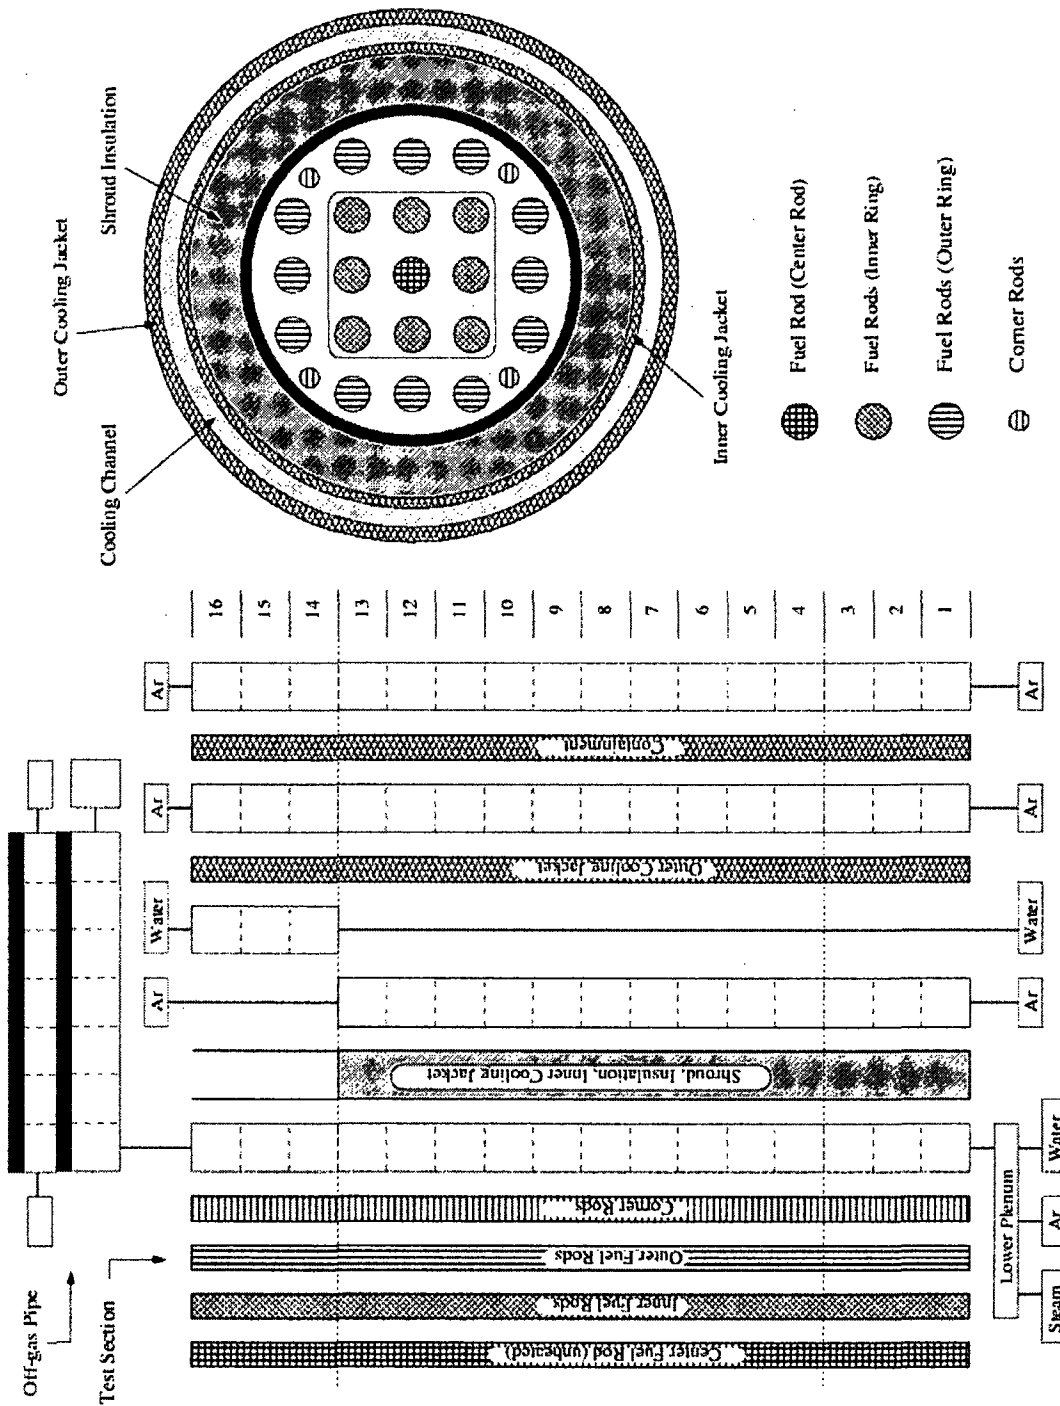 Off-gas Pipe
Test Section
Ar
Ar
Water
Ar
16
15
14
13
12
11
10
9
8
7
6
5
4
3
2
1
Center Fuel Rod (unheated)
Inner Fuel Rods
Outer Fuel Rods
Corner Rods
Shroud, Insulation, Inner Cooling Jacket
Outer Cooling Jacket
Containment
Lower Plenum
Steam
Ar
Water
Ar
Water
Ar
Ar
Outer Cooling Jacket
Shroud Insulation
Cooling Channel
Inner Cooling Jacket
Fuel Rod (Center Rod)
Fuel Rods (Inner Ring)
Fuel Rods (Outer Ring)
Corner Rods